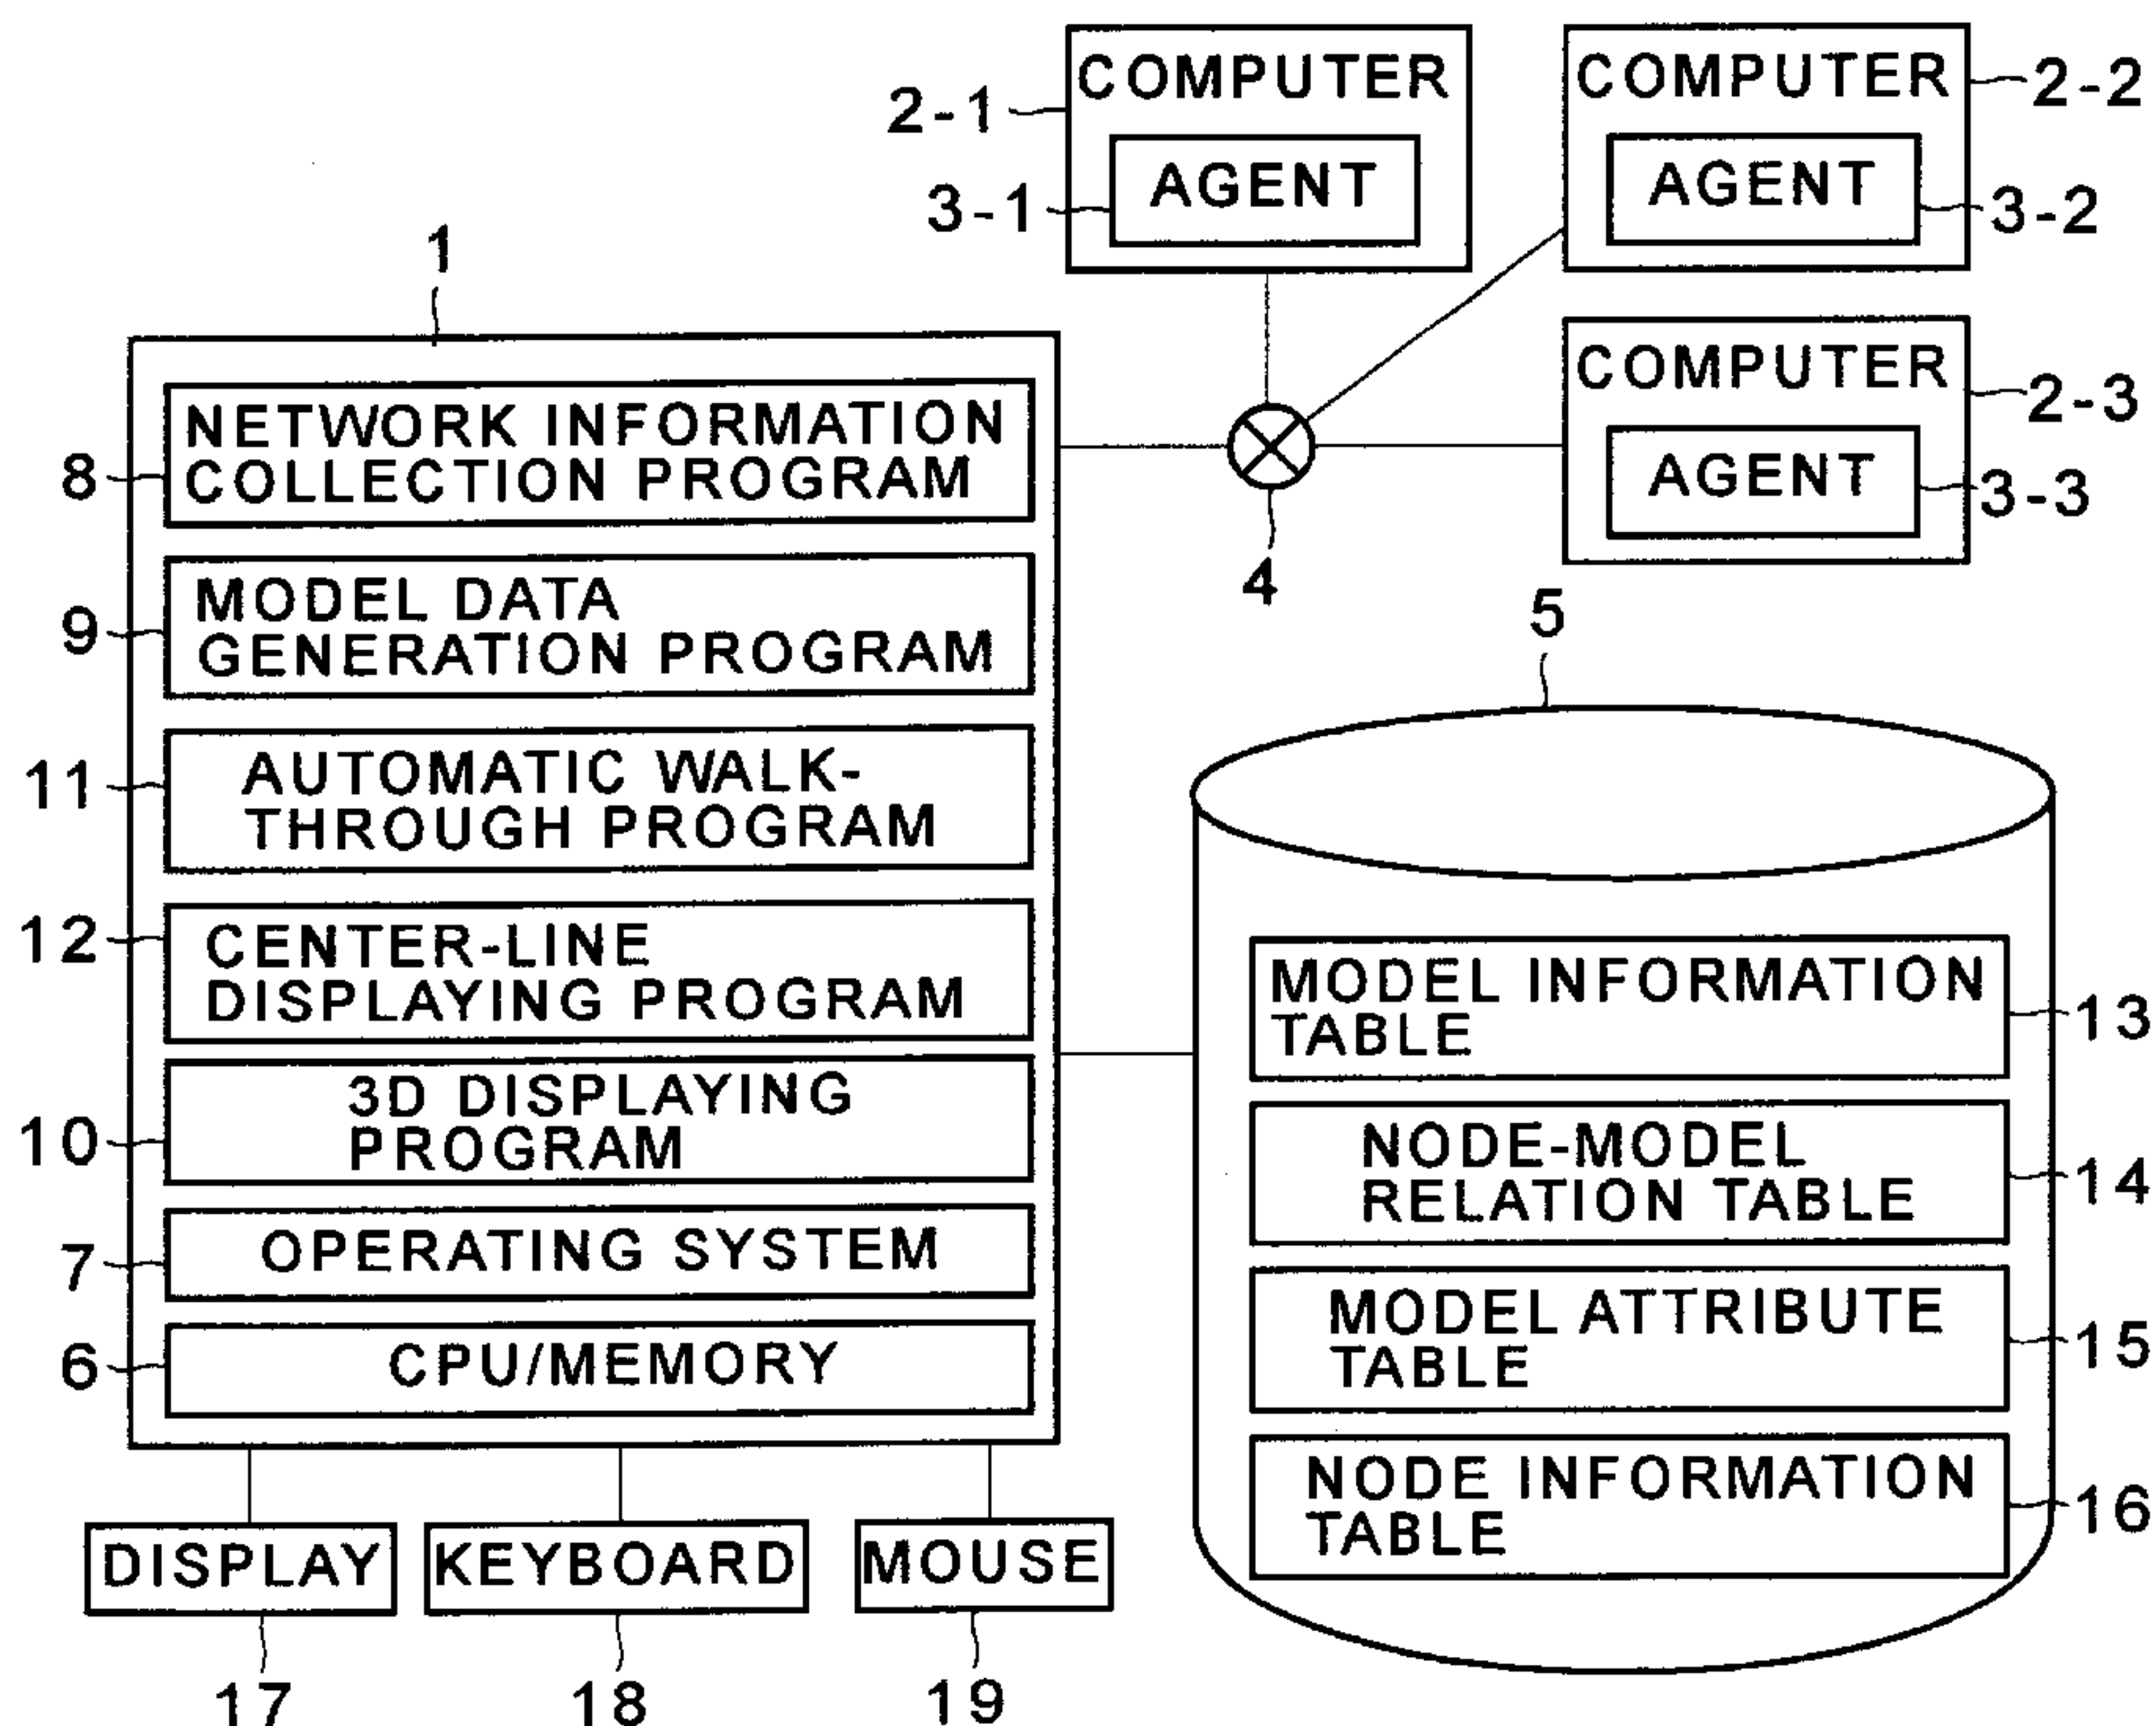 COMPUTER
2-1
AGENT
3-1
COMPUTER
2-2
AGENT
3-2
COMPUTER
2-3
AGENT
3-3
4
1
NETWORK INFORMATION
COLLECTION PROGRAM
8
MODEL DATA
GENERATION PROGRAM
9
AUTOMATIC WALK-
THROUGH PROGRAM
11
CENTER-LINE
DISPLAYING PROGRAM
12
3D DISPLAYING
PROGRAM
10
OPERATING SYSTEM
7
CPU/MEMORY
6
DISPLAY
17
KEYBOARD
18
MOUSE
19
5
MODEL INFORMATION
TABLE
13
NODE-MODEL
RELATION TABLE
14
MODEL ATTRIBUTE
TABLE
15
NODE INFORMATION
TABLE
16